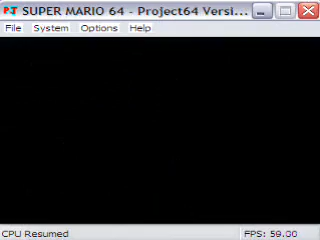 SUPER MARIO 64 - Project64 Versi...
File System Options Help
CPU Resumed FPS: 59.00